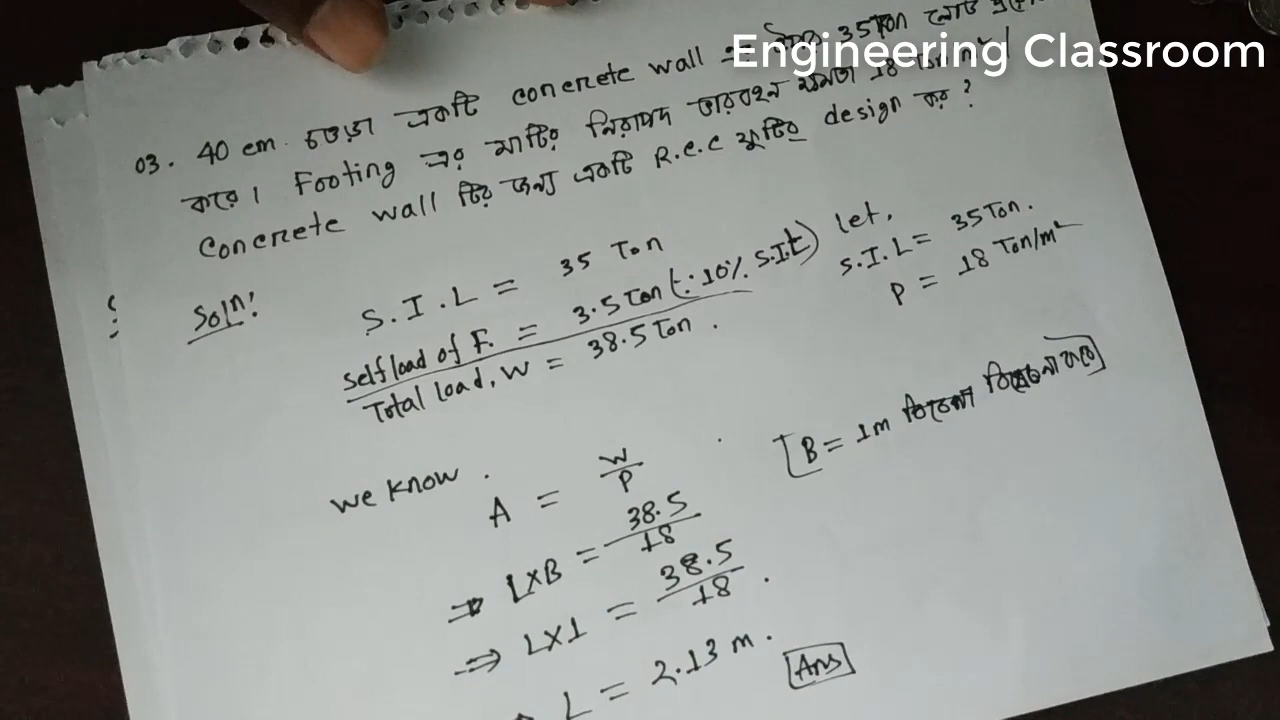 Engineering Classroom
03. 40 cm. চওড়া একটি concrete wall এর উপর 35 Ton লোড
করে। Footing এর মাটির নিরাপদ ভারবহন ক্ষমতা 18 Ton/m² ।
Concrete wall টির জন্য একটি R.c.c ফুটিং design কর ?
Soln:
S.I.L = 35 Ton
Self load of F. = 3.5 Ton (∴ 10% S.I.L)
Total load, W = 38.5 Ton .
let,
S.I.L = 35 Ton.
P = 18 Ton/m²
we know .
A = W/P
[B = 1m বিবেচনা করে]
⇒ L×B = 38.5/18
⇒ L×1 = 38.5/18 .
L = 2.13 m .
[Ans]